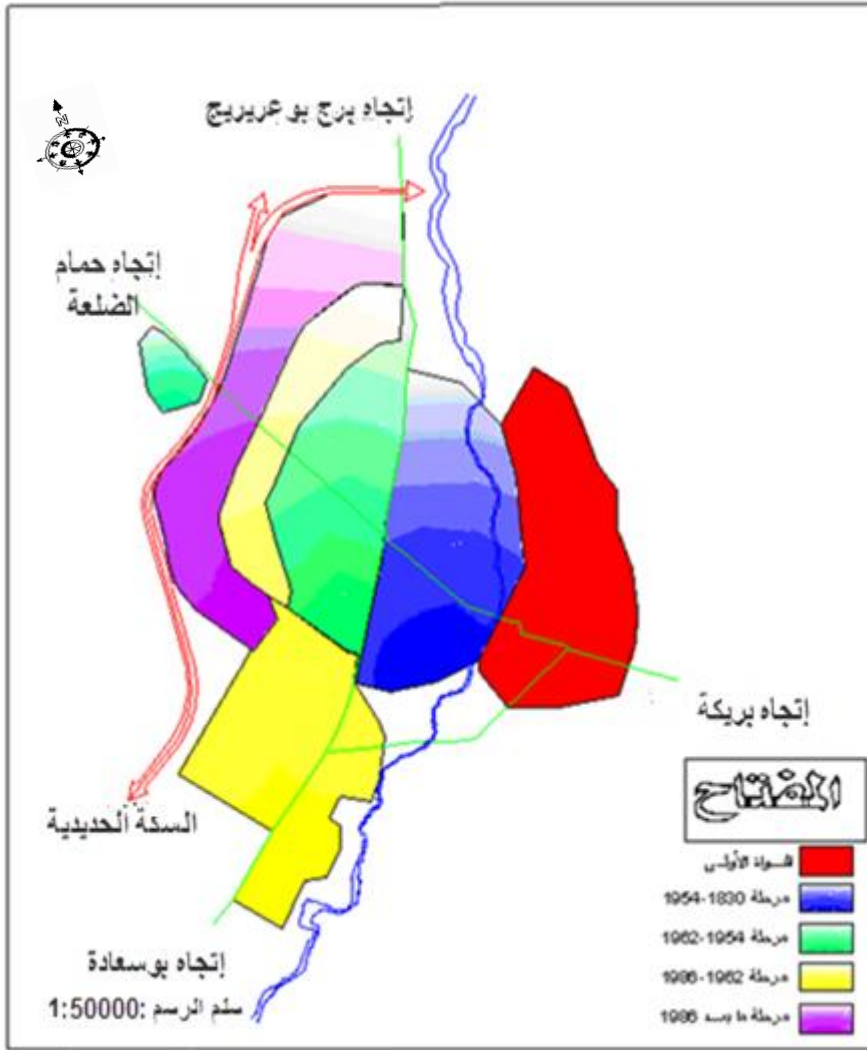 N
إتجاه برج بوعريريج
إتجاه حمام
الضلعة
إتجاه بريكة
السكة الحديدية
إتجاه بوسعادة
سلم الرسم :1:50000
المفتاح
النواة الأولى
مرحلة 1830-1954
مرحلة 1954-1962
مرحلة 1962-1986
مرحلة ما بعد 1986